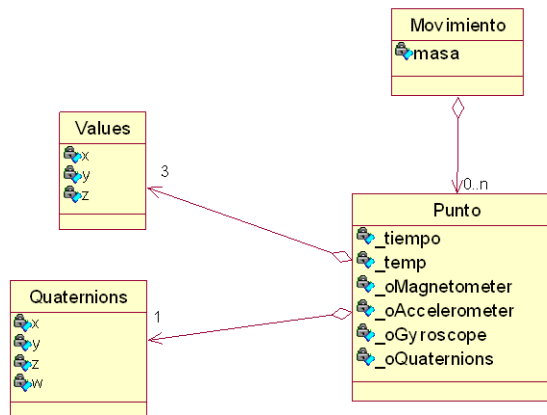 Movimiento
masa
Values
x
y
z
3
0..n
Punto
_tiempo
_temp
_oMagnetometer
_oAccelerometer
_oGyroscope
_oQuaternions
Quaternions
x
y
z
w
1